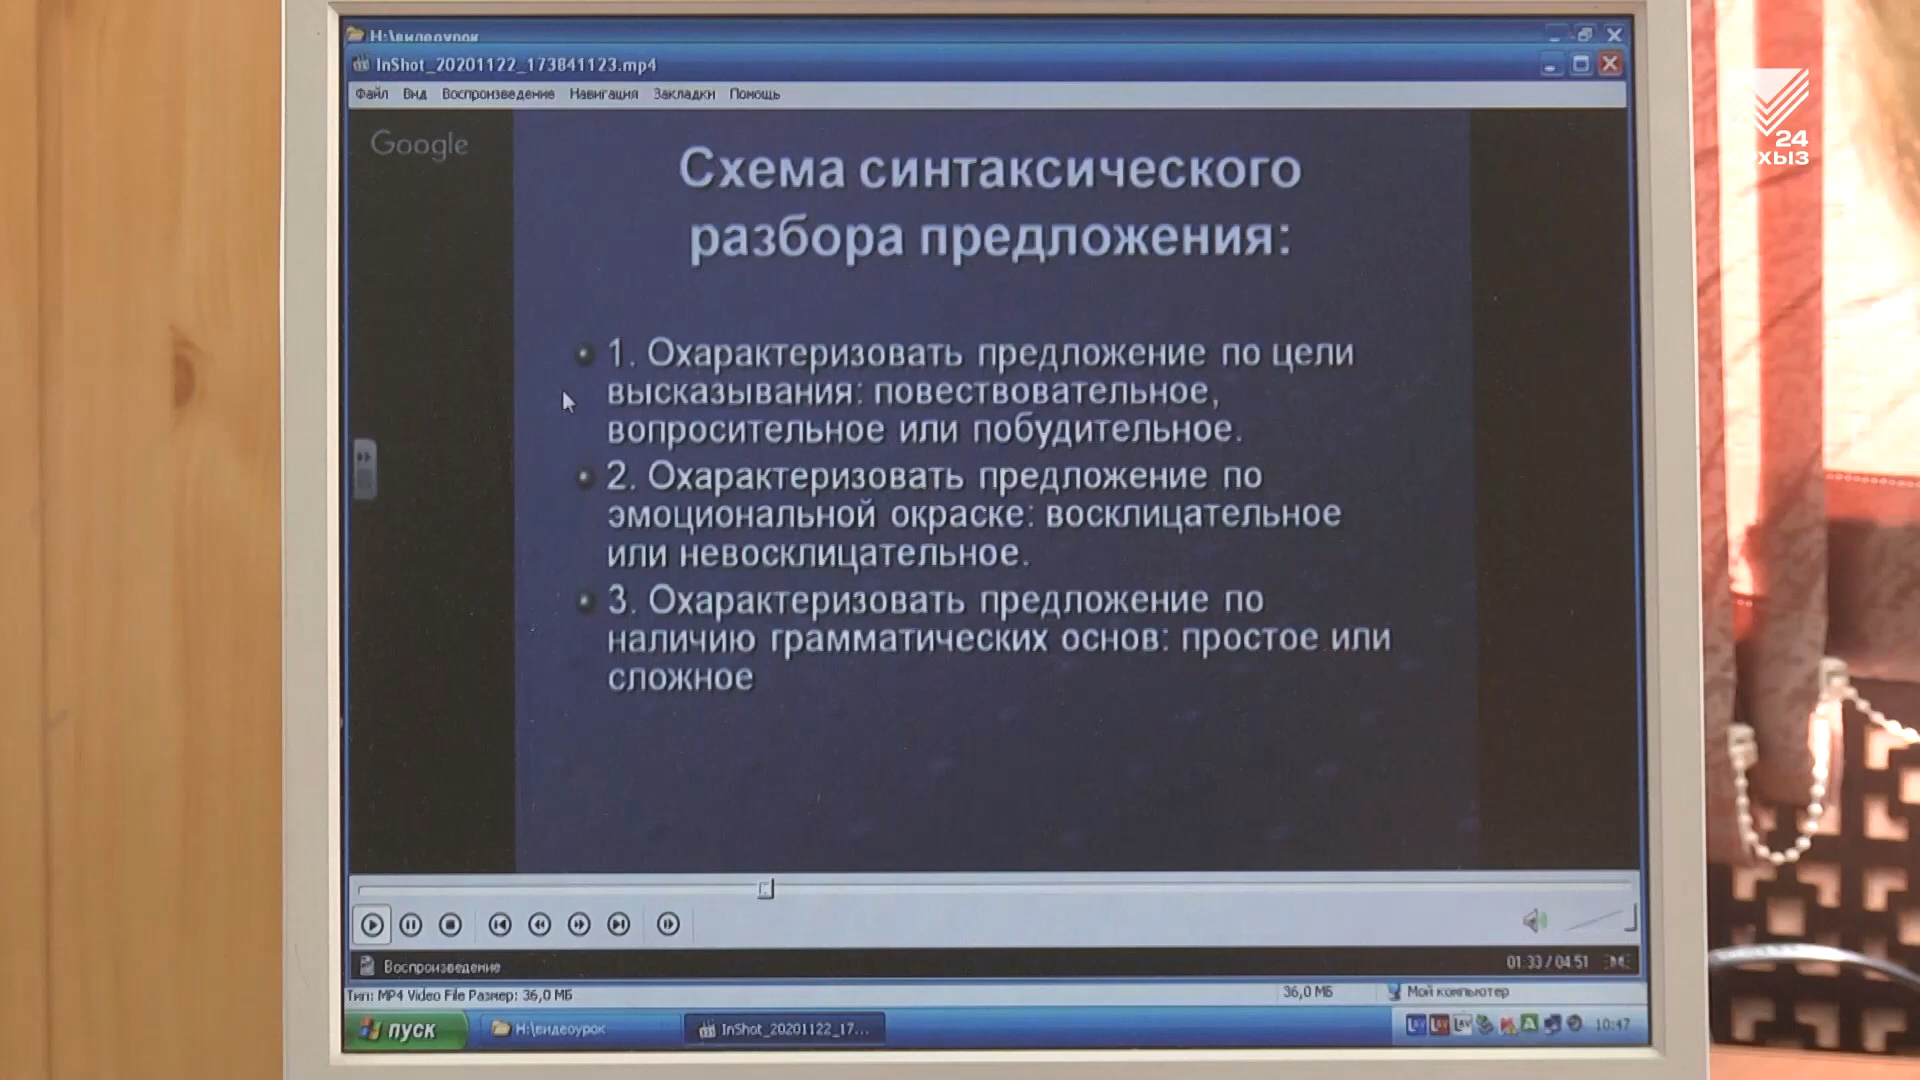 H:\видеоурок
InShot_20201122_173841123.mp4
Файл Вид Воспроизведение Навигация Закладки Помощь
Google
24
АРХЫЗ
Схема синтаксического
разбора предложения:
1. Охарактеризовать предложение по цели
высказывания: повествовательное,
вопросительное или побудительное.
2. Охарактеризовать предложение по
эмоциональной окраске: восклицательное
или невосклицательное.
3. Охарактеризовать предложение по
наличию грамматических основ: простое или
сложное
Воспроизведение
01:33 / 04:51
Тип: MP4 Video File Размер: 36,0 МБ
36,0 МБ
Мой компьютер
пуск
H:\видеоурок
InShot_20201122_17...
10:47